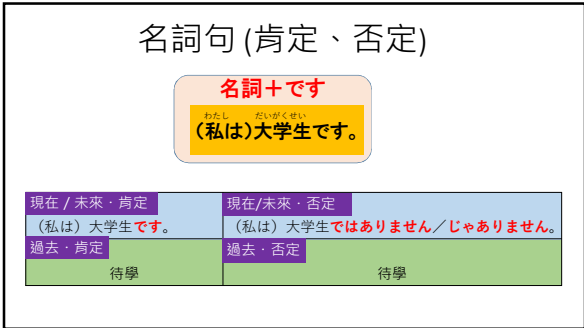 名詞句 (肯定、否定)
名詞＋です
わたし だいがくせい
（私は）大学生です。
現在 / 未來 · 肯定
現在/未來 · 否定
（私は）大学生です。
（私は）大学生ではありません／じゃありません。
過去 · 肯定
過去 · 否定
待學
待學